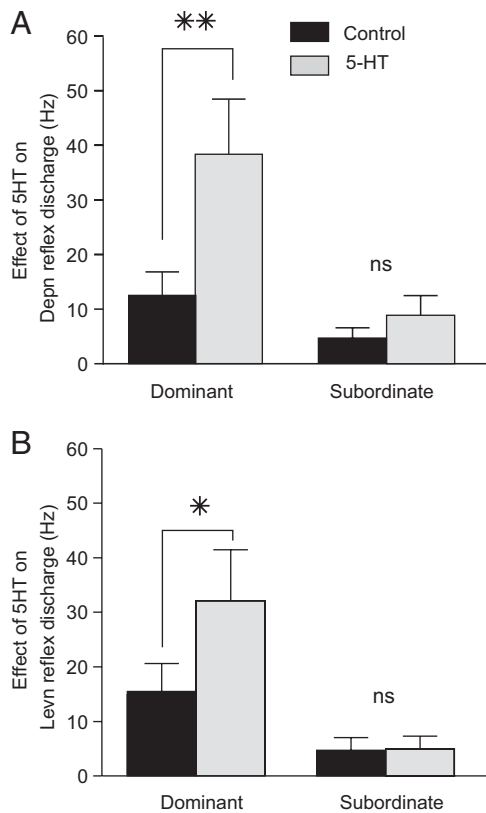 A
Effect of 5HT on
Depn reflex discharge (Hz)
60
50
40
30
20
10
0
**
Control
5-HT
ns
Dominant
Subordinate
B
Effect of 5HT on
Levn reflex discharge (Hz)
60
50
40
30
20
10
0
*
ns
Dominant
Subordinate